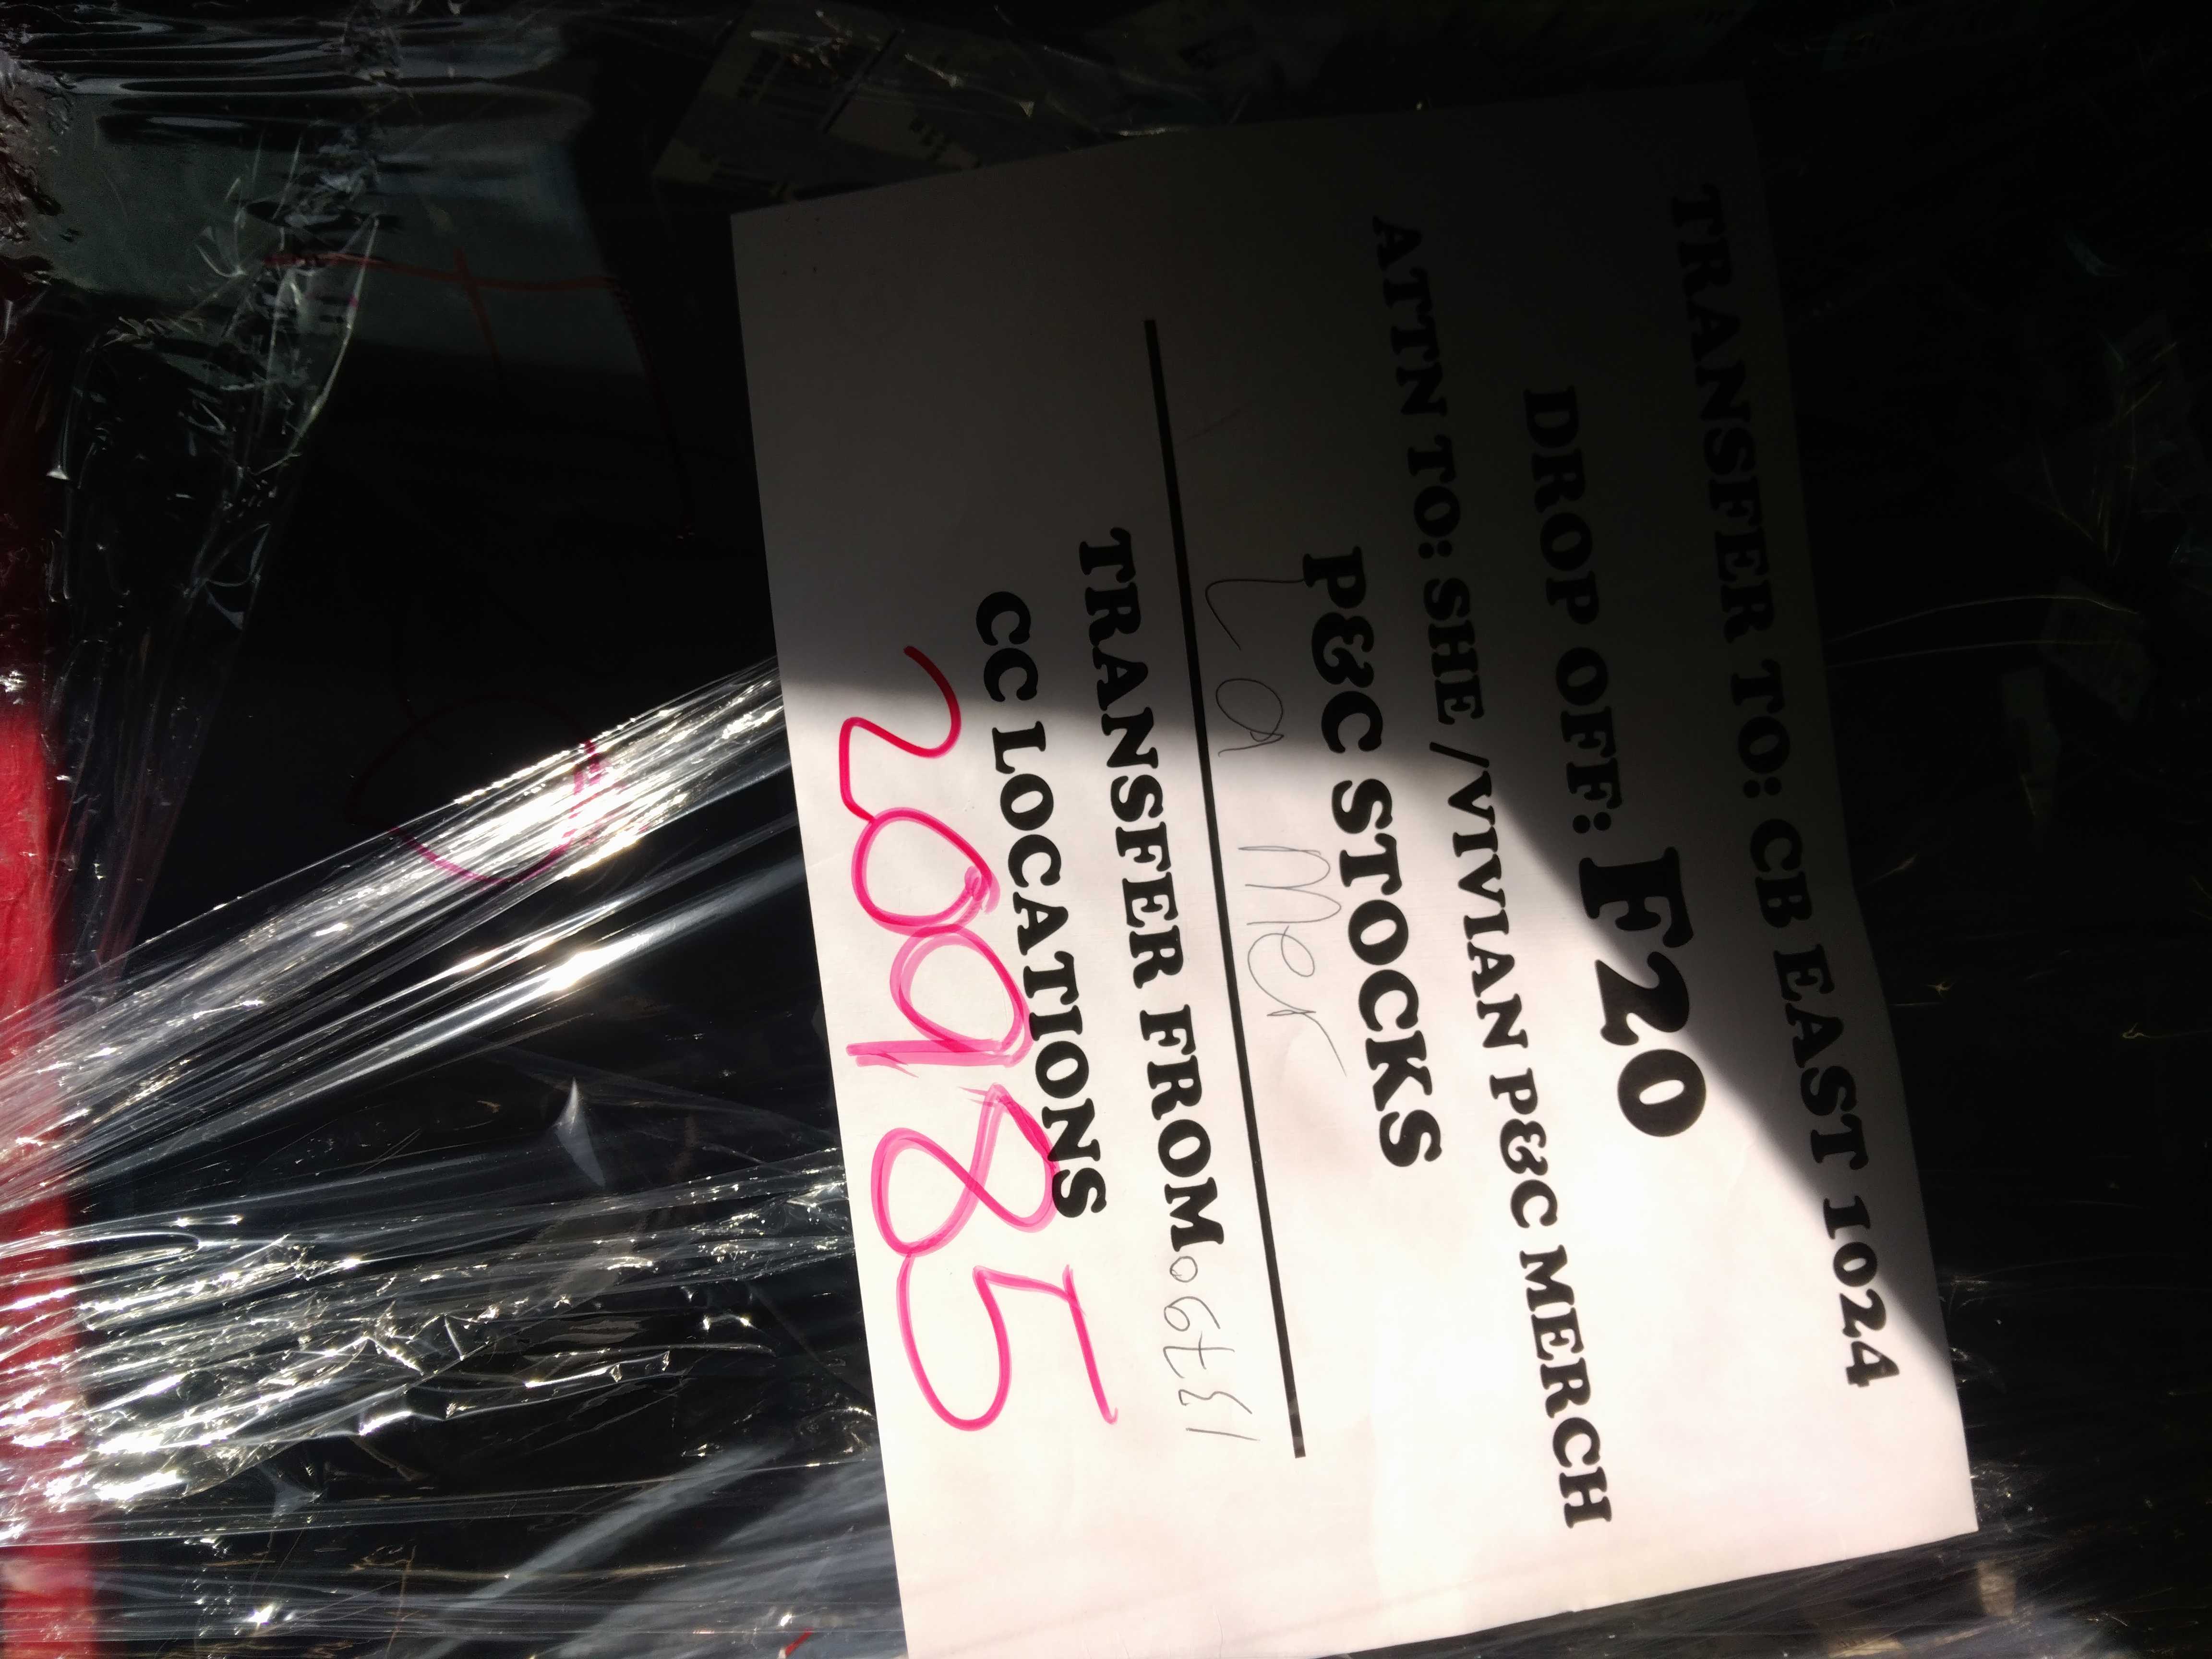 TRANSFER TO: CB EAST 1024
DROP OFF: F20
ATTN TO: SHE /VIVIAN P&C MERCH
P&C STOCKS
La Mer
TRANSFER FROM
CC LOCATIONS
20985